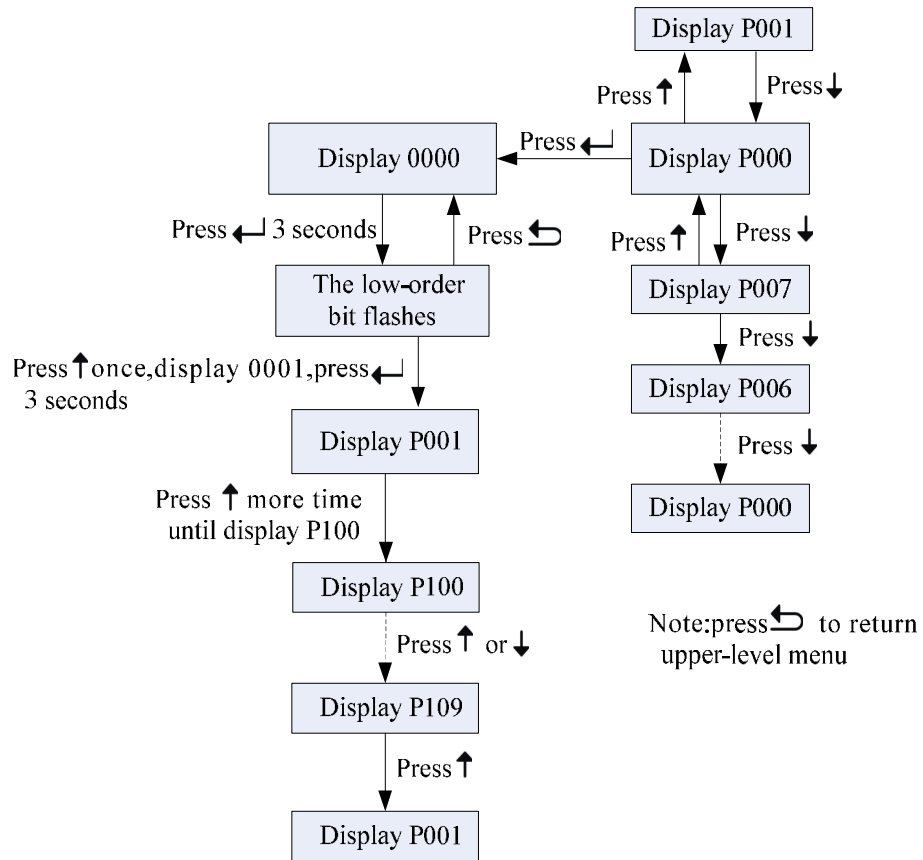 Display P001
Press ↑
Press ↓
Display 0000
Press ↵
Display P000
Press ↵ 3 seconds
Press ⮌
Press ↑
Press ↓
The low-order
bit flashes
Display P007
Press ↓
Press ↑ once,display 0001,press ↵
3 seconds
Display P006
Press ↓
Display P001
Press ↑ more time
until display P100
Display P000
Display P100
Press ↑ or ↓
Note:press ⮌ to return
upper-level menu
Display P109
Press ↑
Display P001